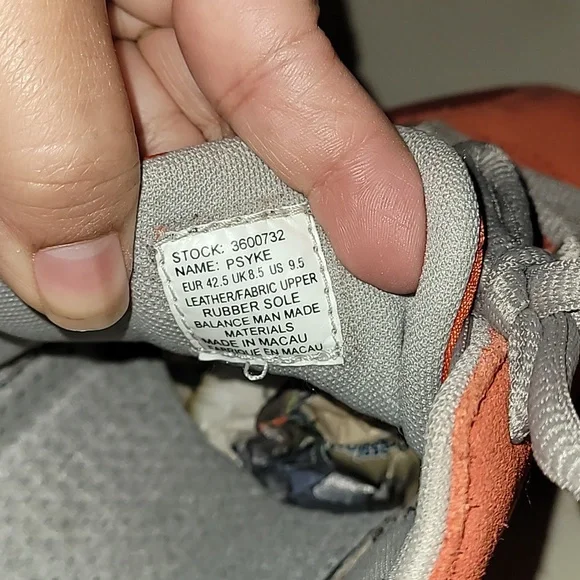 STOCK: 3600732
NAME: PSYKE
EUR 42.5 UK 8.5 US 9.5
LEATHER/FABRIC UPPER
RUBBER SOLE
BALANCE MAN MADE
MATERIALS
MADE IN MACAU
FABRIQUE EN MACAU